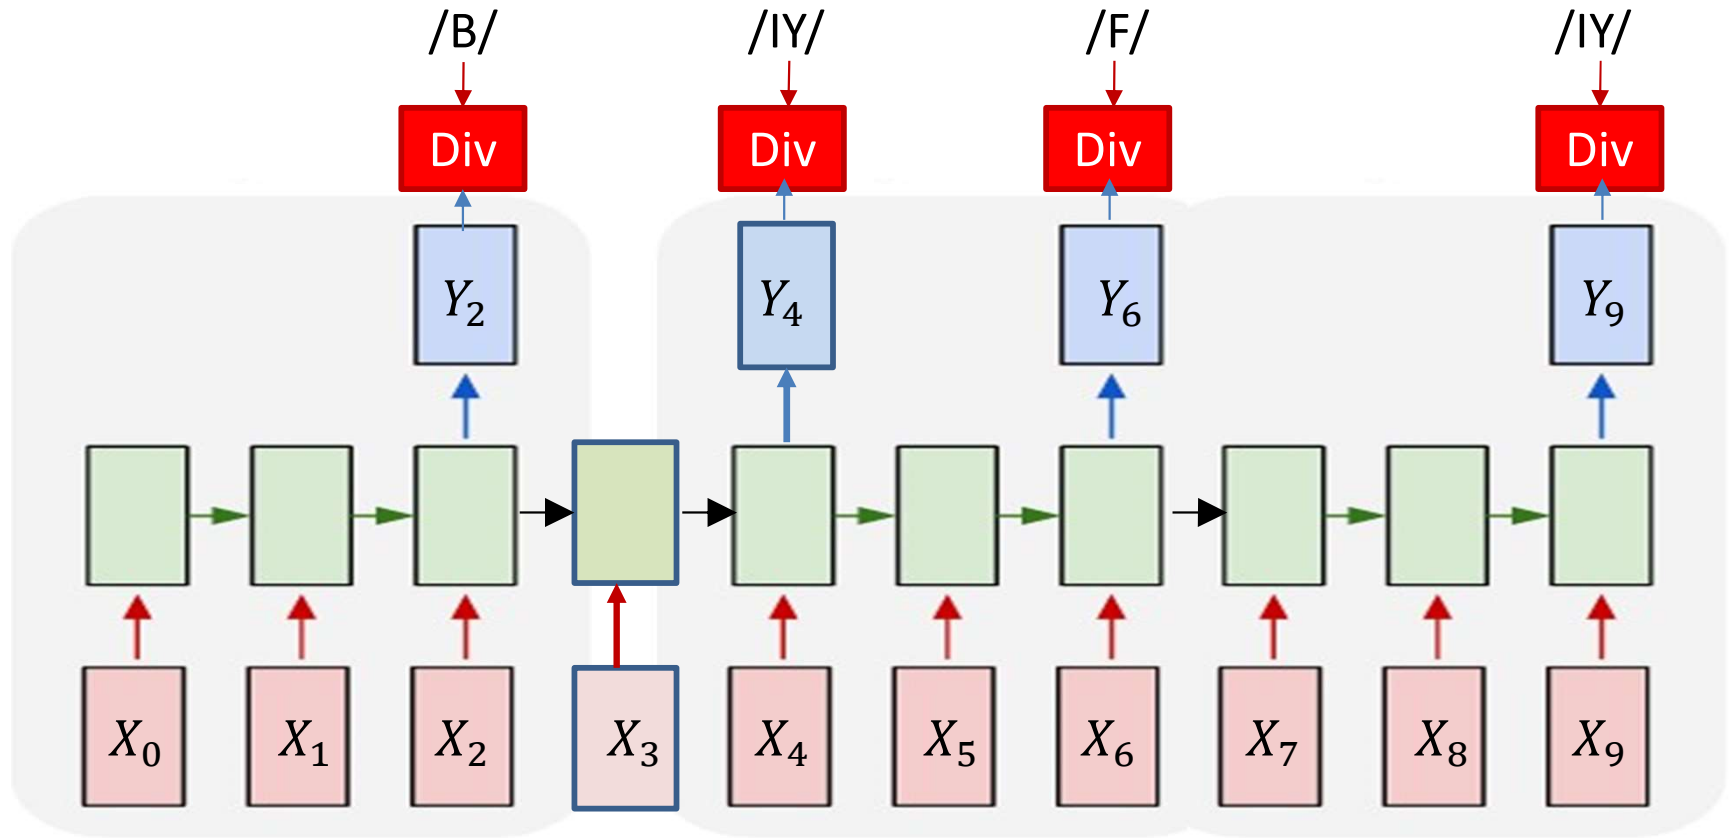 /B/ /IY/ /F/ /IY/
Div Div Div Div
Y₂ Y₄ Y₆ Y₉
X₀ X₁ X₂ X₃ X₄ X₅ X₆ X₇ X₈ X₉